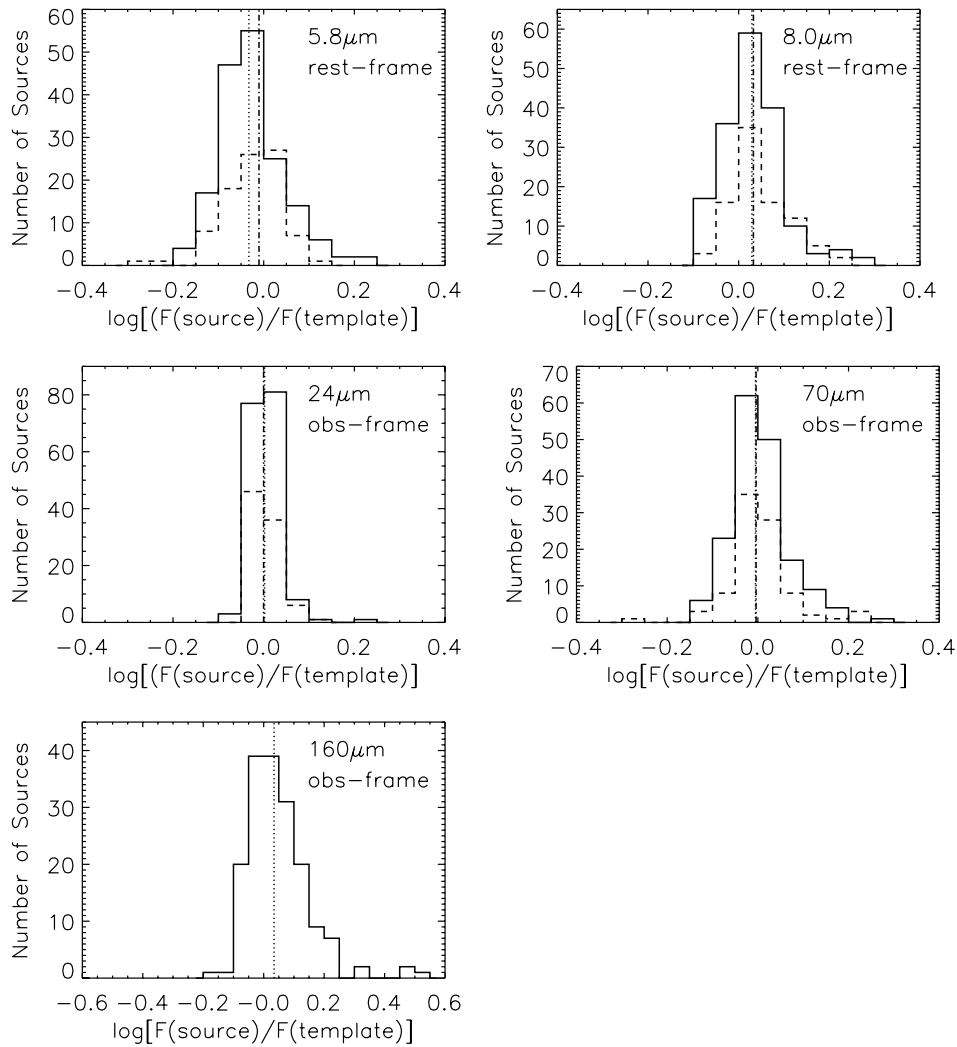 60
50
40
30
20
10
0
Number of Sources
5.8μm
rest−frame
−0.4 −0.2 0.0 0.2 0.4
log[(F(source)/F(template)]
60
50
40
30
20
10
0
Number of Sources
8.0μm
rest−frame
−0.4 −0.2 0.0 0.2 0.4
log[(F(source)/F(template)]
80
60
40
20
0
Number of Sources
24μm
obs−frame
−0.4 −0.2 0.0 0.2 0.4
log[(F(source)/F(template)]
70
60
50
40
30
20
10
0
Number of Sources
70μm
obs−frame
−0.4 −0.2 0.0 0.2 0.4
log[F(source)/F(template)]
40
30
20
10
0
Number of Sources
160μm
obs−frame
−0.6 −0.4 −0.2 −0.0 0.2 0.4 0.6
log[F(source)/F(template)]